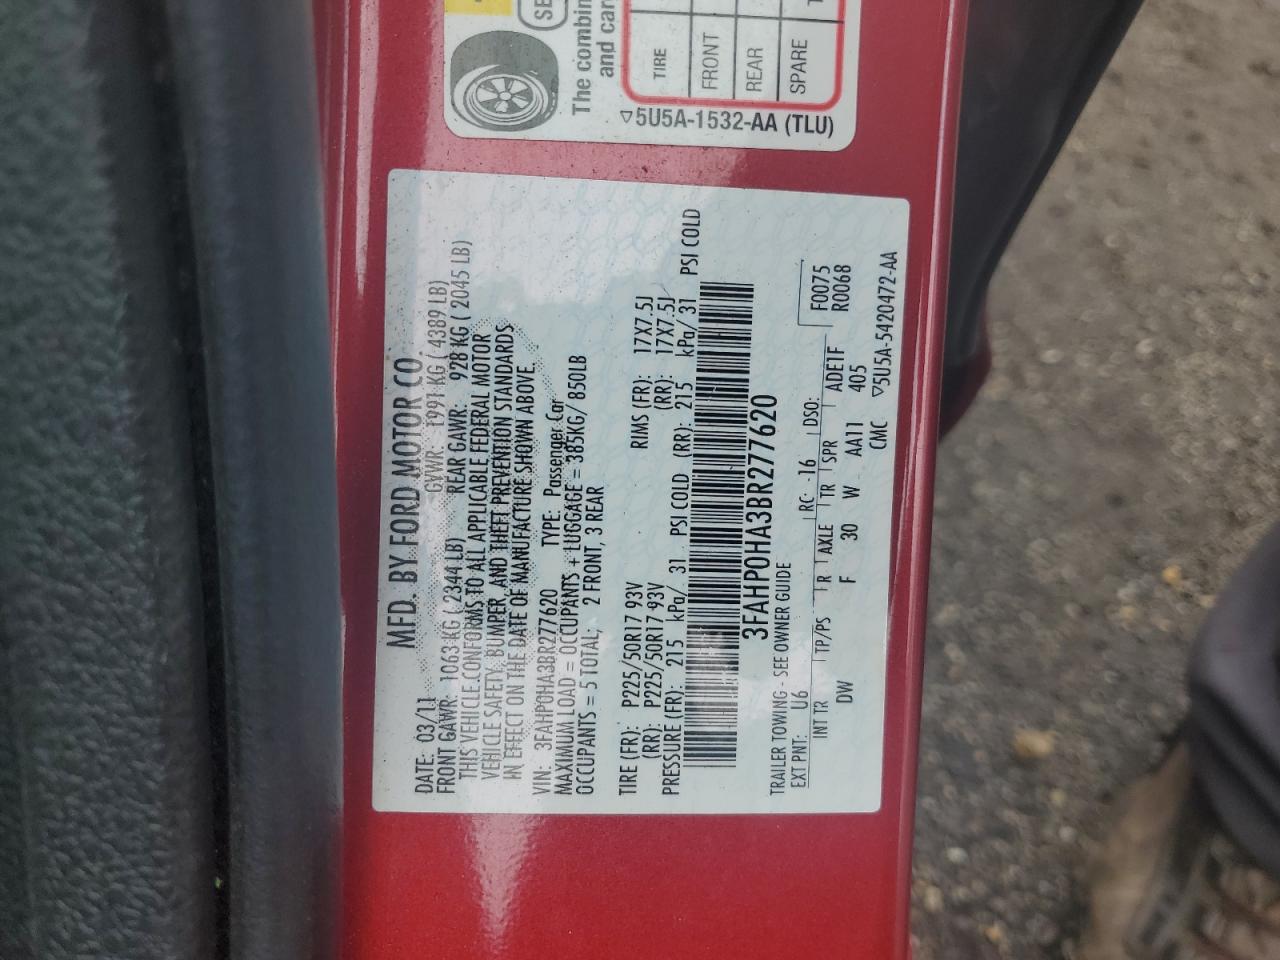 MFD. BY FORD MOTOR CO
DATE: 03/11 GVWR: 1991 KG ( 4389 LB)
FRONT GAWR: 1063 KG ( 2344 LB) REAR GAWR: 928 KG ( 2045 LB)
THIS VEHICLE CONFORMS TO ALL APPLICABLE FEDERAL MOTOR
VEHICLE SAFETY, BUMPER, AND THEFT PREVENTION STANDARDS
IN EFFECT ON THE DATE OF MANUFACTURE SHOWN ABOVE.
VIN: 3FAHP0HA3BR277620 TYPE: Passenger Car
MAXIMUM LOAD = OCCUPANTS + LUGGAGE = 385KG/ 850LB
OCCUPANTS = 5 TOTAL; 2 FRONT, 3 REAR
TIRE (FR): P225/50R17 93V RIMS (FR): 17X7.5J
(RR): P225/50R17 93V (RR): 17X7.5J
PRESSURE (FR): 215 kPa/ 31 PSI COLD (RR): 215 kPa/ 31 PSI COLD
3FAHP0HA3BR277620
TRAILER TOWING - SEE OWNER GUIDE
EXT PNT: U6 RC: -16 DSO: F0075
INT TR TP/PS R AXLE TR SPR ADE1F R0068
DW F 30 W AA11 405
CMC ▽5U5A-5420472-AA
The combin
and car
TIRE
FRONT
REAR
SPARE
▽5U5A-1532-AA (TLU)